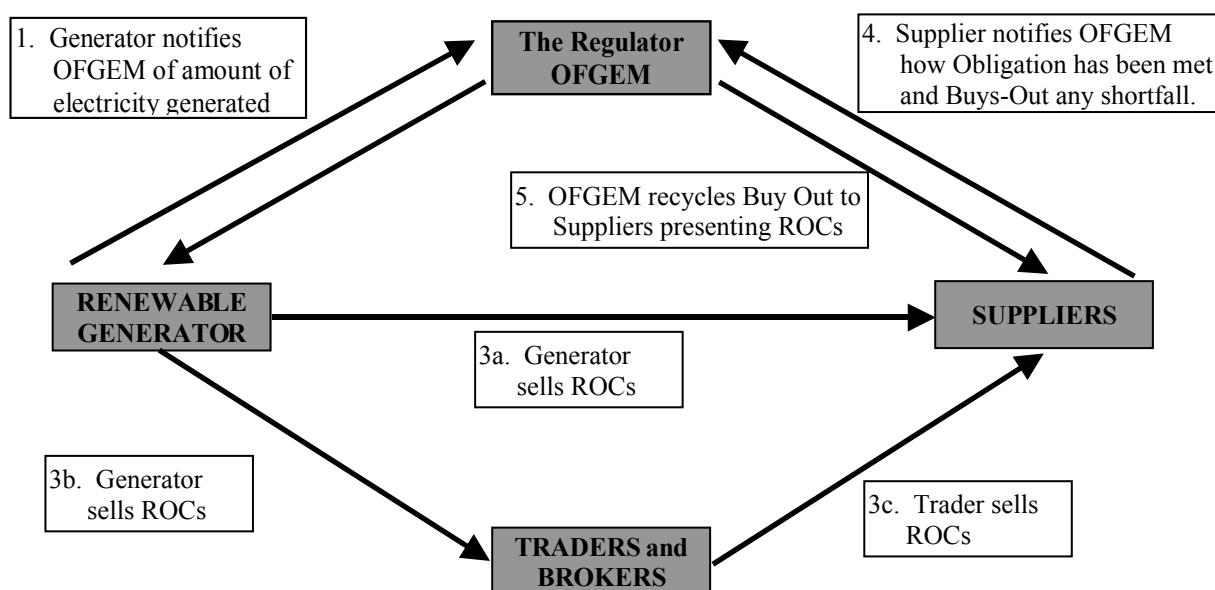 1. Generator notifies
OFGEM of amount of
electricity generated
The Regulator
OFGEM
4. Supplier notifies OFGEM
how Obligation has been met
and Buys-Out any shortfall.
5. OFGEM recycles Buy Out to
Suppliers presenting ROCs
RENEWABLE
GENERATOR
SUPPLIERS
3a. Generator
sells ROCs
3b. Generator
sells ROCs
3c. Trader sells
ROCs
TRADERS and
BROKERS